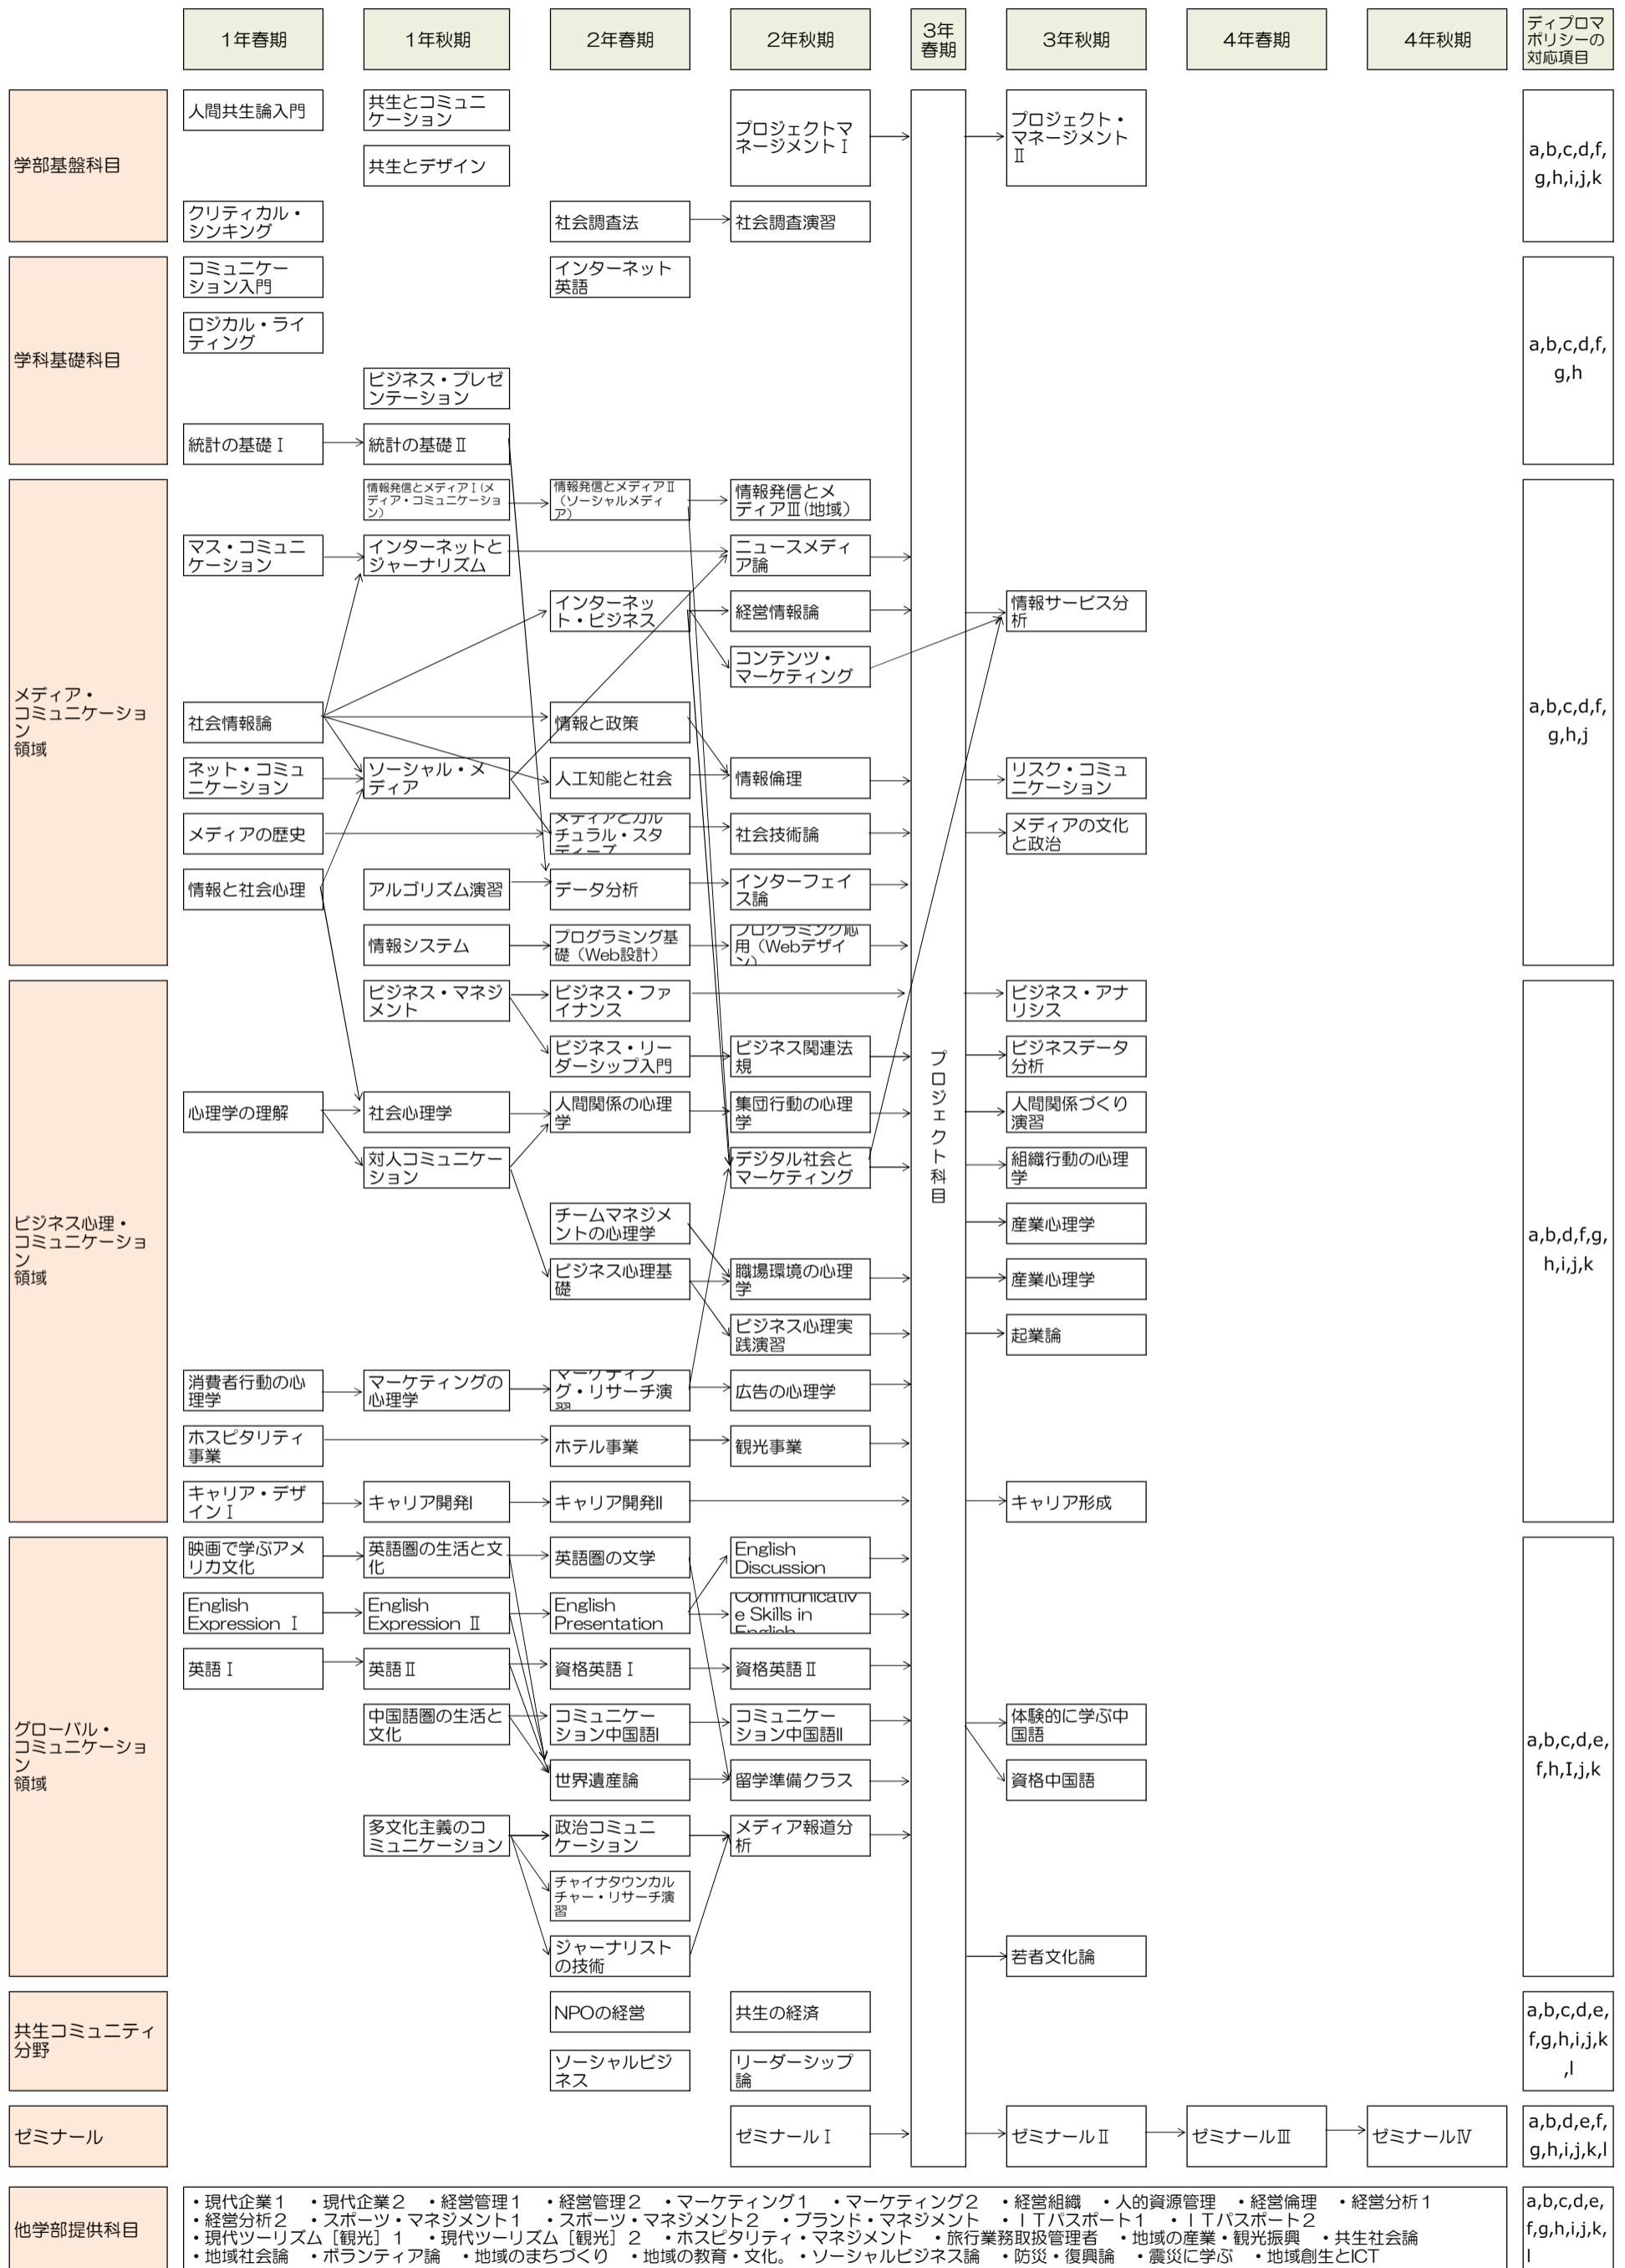 1年春期
1年秋期
2年春期
2年秋期
3年
春期
3年秋期
4年春期
4年秋期
ディプロマ
ポリシーの
対応項目
学部基盤科目
人間共生論入門
共生とコミュニ
ケーション
プロジェクトマ
ネージメントⅠ
プロジェクト・
マネージメント
Ⅱ
a,b,c,d,f,
g,h,i,j,k
共生とデザイン
クリティカル・
シンキング
社会調査法
社会調査演習
学科基礎科目
コミュニケー
ション入門
インターネット
英語
a,b,c,d,f,
g,h
ロジカル・ライ
ティング
ビジネス・プレゼ
ンテーション
統計の基礎Ⅰ
統計の基礎Ⅱ
メディア・
コミュニケーショ
ン
領域
情報発信とメディアⅠ(メ
ディア・コミュニケーショ
ン)
情報発信とメディアⅡ
（ソーシャルメディ
ア）
情報発信とメ
ディアⅢ(地域）
a,b,c,d,f,
g,h,j
マス・コミュニ
ケーション
インターネットと
ジャーナリズム
ニュースメディ
ア論
インターネッ
ト・ビジネス
経営情報論
情報サービス分
析
コンテンツ・
マーケティング
社会情報論
情報と政策
ネット・コミュ
ニケーション
ソーシャル・メ
ディア
人工知能と社会
情報倫理
リスク・コミュ
ニケーション
メディアの歴史
メディアとカル
チュラル・スタ
ディーズ
社会技術論
メディアの文化
と政治
情報と社会心理
アルゴリズム演習
データ分析
インターフェイ
ス論
情報システム
プログラミング基
礎（Web設計）
プログラミング応
用（Webデザイ
ン）
プロジェクト科目
ビジネス心理・
コミュニケーショ
ン
領域
ビジネス・マネジ
メント
ビジネス・ファ
イナンス
ビジネス・アナ
リシス
a,b,d,f,g,
h,i,j,k
ビジネス・リー
ダーシップ入門
ビジネス関連法
規
ビジネスデータ
分析
心理学の理解
社会心理学
人間関係の心理
学
集団行動の心理
学
人間関係づくり
演習
対人コミュニケー
ション
デジタル社会と
マーケティング
組織行動の心理
学
チームマネジメ
ントの心理学
産業心理学
ビジネス心理基
礎
職場環境の心理
学
産業心理学
ビジネス心理実
践演習
起業論
消費者行動の心
理学
マーケティングの
心理学
マーケティン
グ・リサーチ演
習
広告の心理学
ホスピタリティ
事業
ホテル事業
観光事業
キャリア・デザ
インⅠ
キャリア開発I
キャリア開発II
キャリア形成
グローバル・
コミュニケーショ
ン
領域
映画で学ぶアメ
リカ文化
英語圏の生活と文
化
英語圏の文学
English
Discussion
a,b,c,d,e,
f,h,I,j,k
English
Expression Ⅰ
English
Expression Ⅱ
English
Presentation
Communicativ
e Skills in
English
英語Ⅰ
英語Ⅱ
資格英語Ⅰ
資格英語Ⅱ
中国語圏の生活と
文化
コミュニケー
ション中国語I
コミュニケー
ション中国語II
体験的に学ぶ中
国語
世界遺産論
留学準備クラス
資格中国語
多文化主義のコ
ミュニケーション
政治コミュニ
ケーション
メディア報道分
析
チャイナタウンカル
チャー・リサーチ演
習
ジャーナリスト
の技術
若者文化論
共生コミュニティ
分野
NPOの経営
共生の経済
a,b,c,d,e,
f,g,h,i,j,k
,l
ソーシャルビジ
ネス
リーダーシップ
論
ゼミナール
ゼミナールⅠ
ゼミナールⅡ
ゼミナールⅢ
ゼミナールⅣ
a,b,d,e,f,
g,h,i,j,k,l
他学部提供科目
・現代企業１　・現代企業２　・経営管理１　・経営管理２　・マーケティング１　・マーケティング２　・経営組織　・人的資源管理　・経営倫理　・経営分析１
・経営分析２　・スポーツ・マネジメント１　・スポーツ・マネジメント２　・ブランド・マネジメント　・ＩＴパスポート１　・ＩＴパスポート２
・現代ツーリズム［観光］１　・現代ツーリズム［観光］２　・ホスピタリティ・マネジメント　・旅行業務取扱管理者　・地域の産業・観光振興　・共生社会論
・地域社会論　・ボランティア論　・地域のまちづくり　・地域の教育・文化。・ソーシャルビジネス論　・防災・復興論　・震災に学ぶ　・地域創生とICT
a,b,c,d,e,
f,g,h,i,j,k,
l